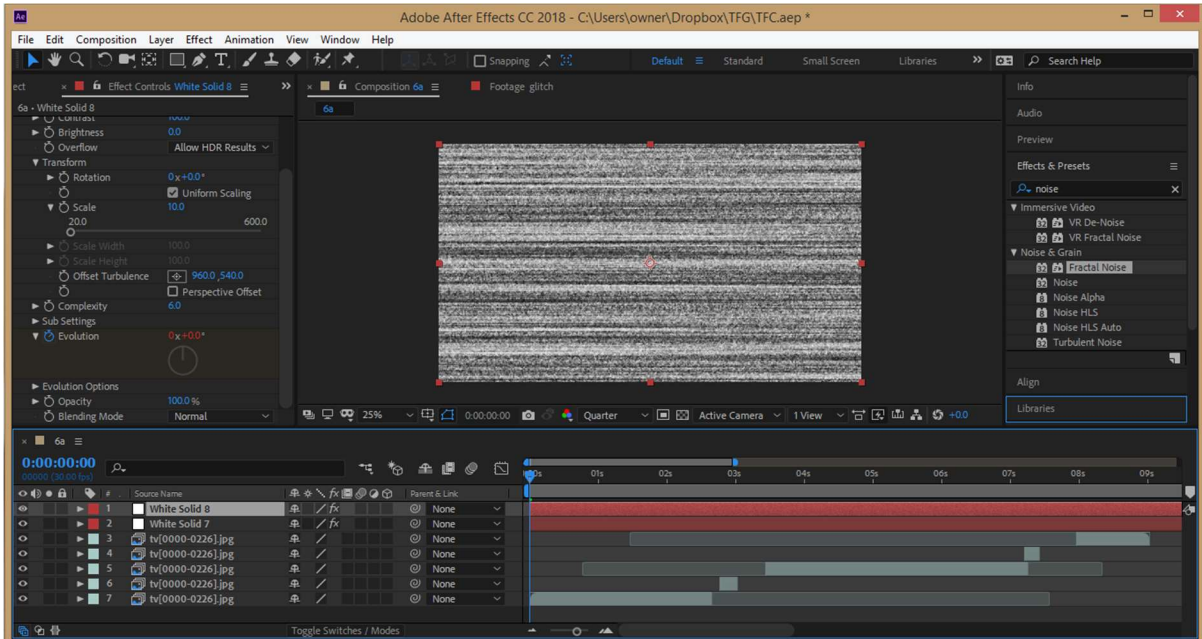 Ae
Adobe After Effects CC 2018 - C:\Users\owner\Dropbox\TFG\TFC.aep *
File Edit Composition Layer Effect Animation View Window Help
Snapping
Default
Standard
Small Screen
Libraries
Search Help
ect
Effect Controls White Solid 8
Composition 6a
Footage glitch
6a • White Solid 8
6a
Contrast 100.0
Brightness 0.0
Overflow Allow HDR Results
Transform
Rotation 0x+0.0°
Uniform Scaling
Scale 10.0
20.0 600.0
Scale Width 100.0
Scale Height 100.0
Offset Turbulence 960.0,540.0
Perspective Offset
Complexity 6.0
Sub Settings
Evolution 0x+0.0°
Evolution Options
Opacity 100.0%
Blending Mode Normal
25% 0:00:00:00 Quarter Active Camera 1 View +0.0
Info
Audio
Preview
Effects & Presets
noise
Immersive Video
VR De-Noise
VR Fractal Noise
Noise & Grain
Fractal Noise
Noise
Noise Alpha
Noise HLS
Noise HLS Auto
Turbulent Noise
Align
Libraries
6a
0:00:00:00
00000 (30.00 fps)
01s 02s 03s 04s 05s 06s 07s 08s 09s
# Source Name Parent & Link
1 White Solid 8 None
2 White Solid 7 None
3 tv[0000-0226].jpg None
4 tv[0000-0226].jpg None
5 tv[0000-0226].jpg None
6 tv[0000-0226].jpg None
7 tv[0000-0226].jpg None
Toggle Switches / Modes